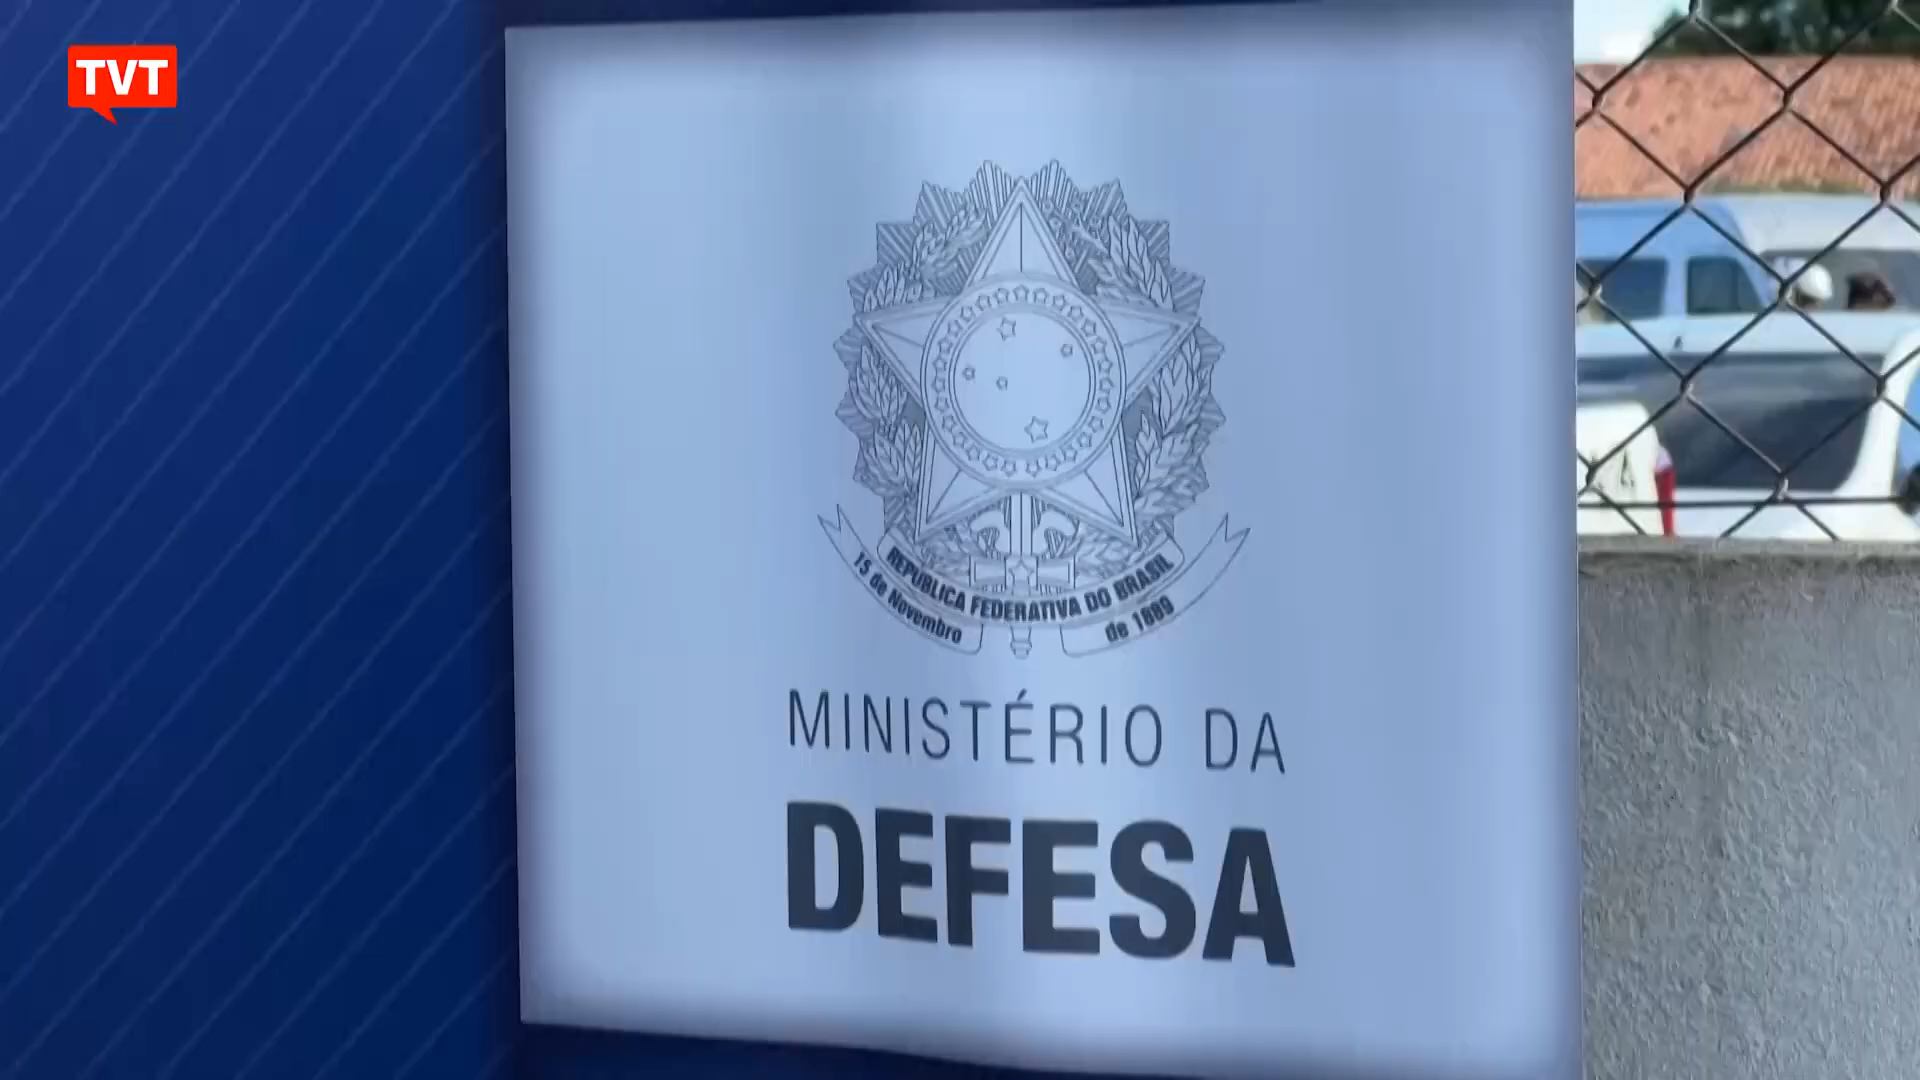 TVT
REPUBLICA FEDERATIVA DO BRASIL
15 de Novembro de 1889
MINISTÉRIO DA
DEFESA